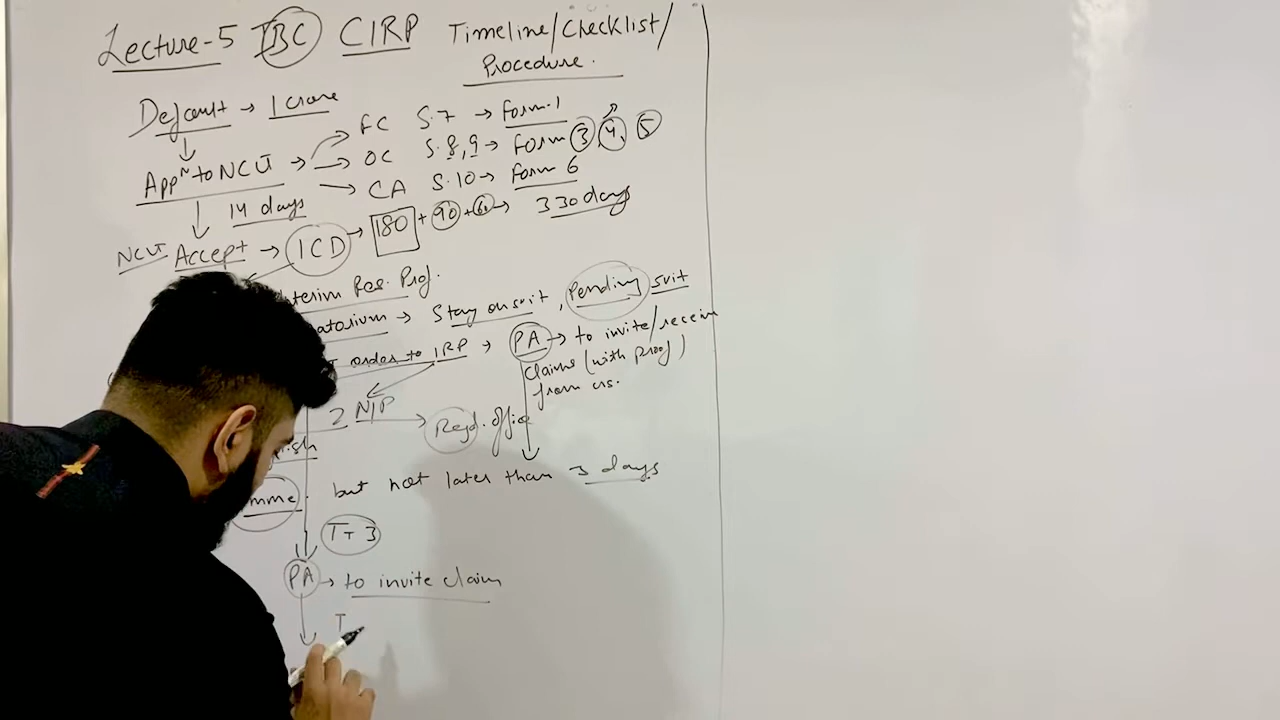 Lecture-5 IBC CIRP Timeline/Checklist/
Procedure.
Default → 1 crore
FC S.7 → Form-1
App^n to NCLT → OC S.8,9 → Form 3, 4, 5
CA S.10 → Form 6
14 days
NCLT Accept → ICD → 180 + 90 + 60 → 330 days
Interim Res. Prof.
→ Stay on suit, Pending suit
order to IRP → PA → to invite/receive
claims (with proof)
from crs.
2 N/P → Regd. office
but not later than 3 days
T+3
PA → to invite claim
T